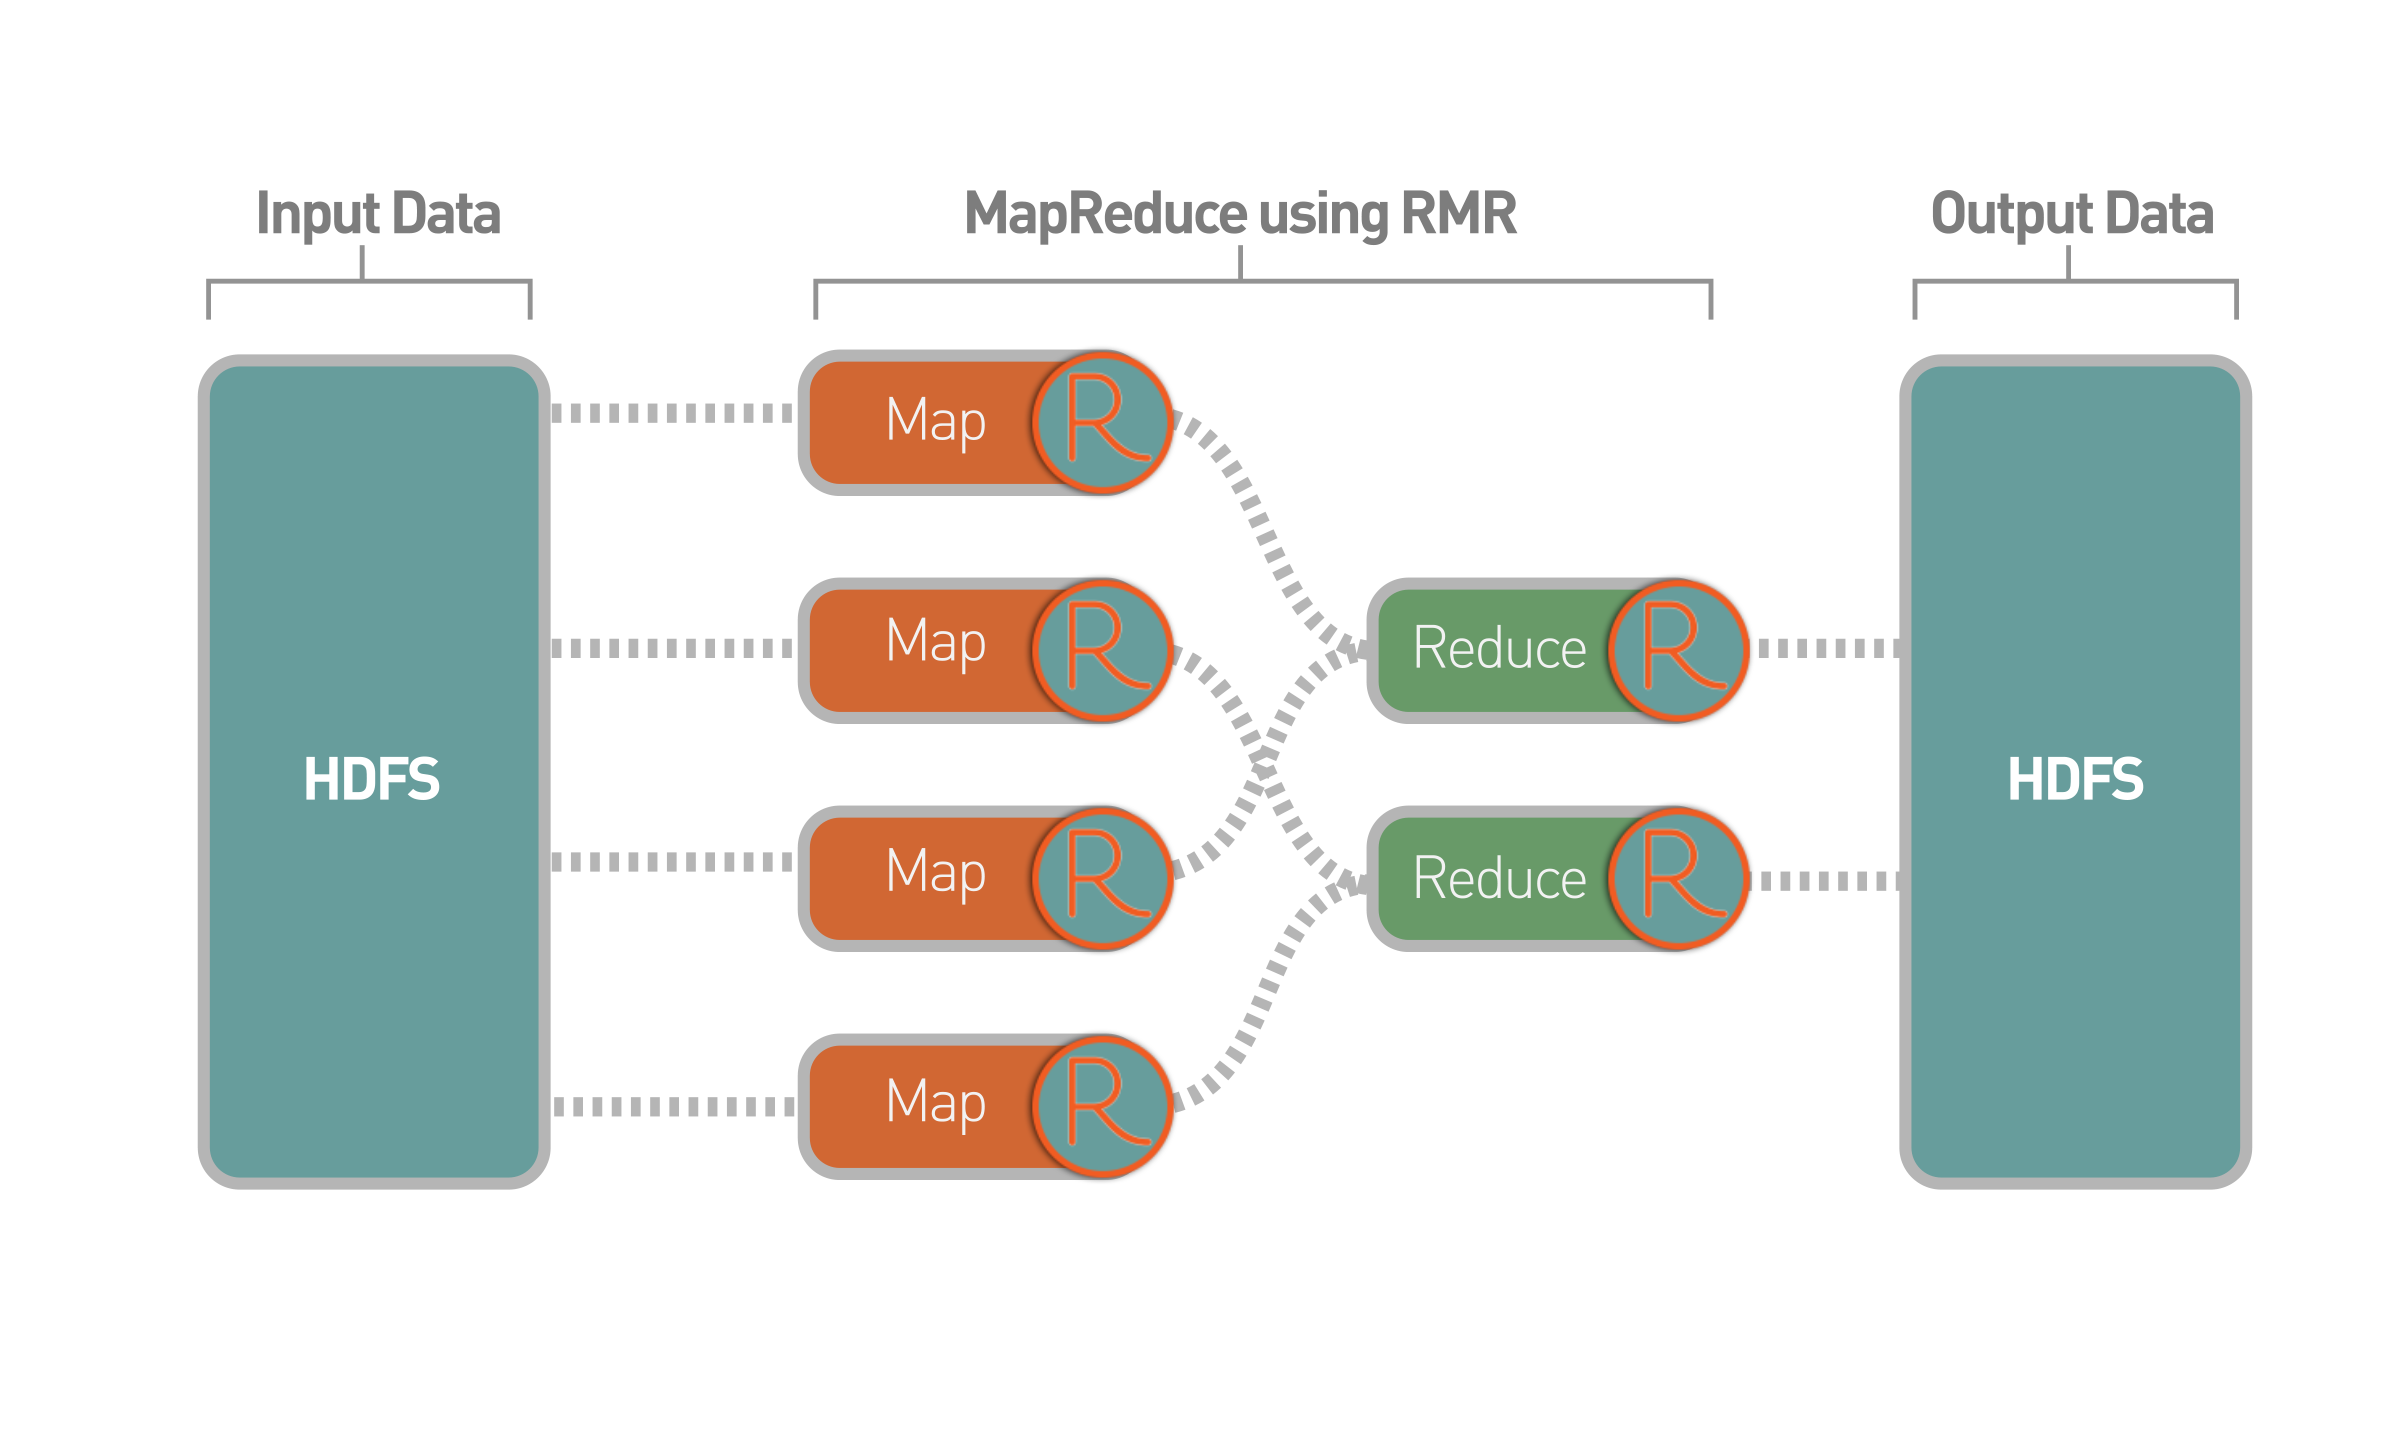 Input Data
MapReduce using RMR
Output Data
HDFS
Map R
Map R
Map R
Map R
Reduce R
Reduce R
HDFS